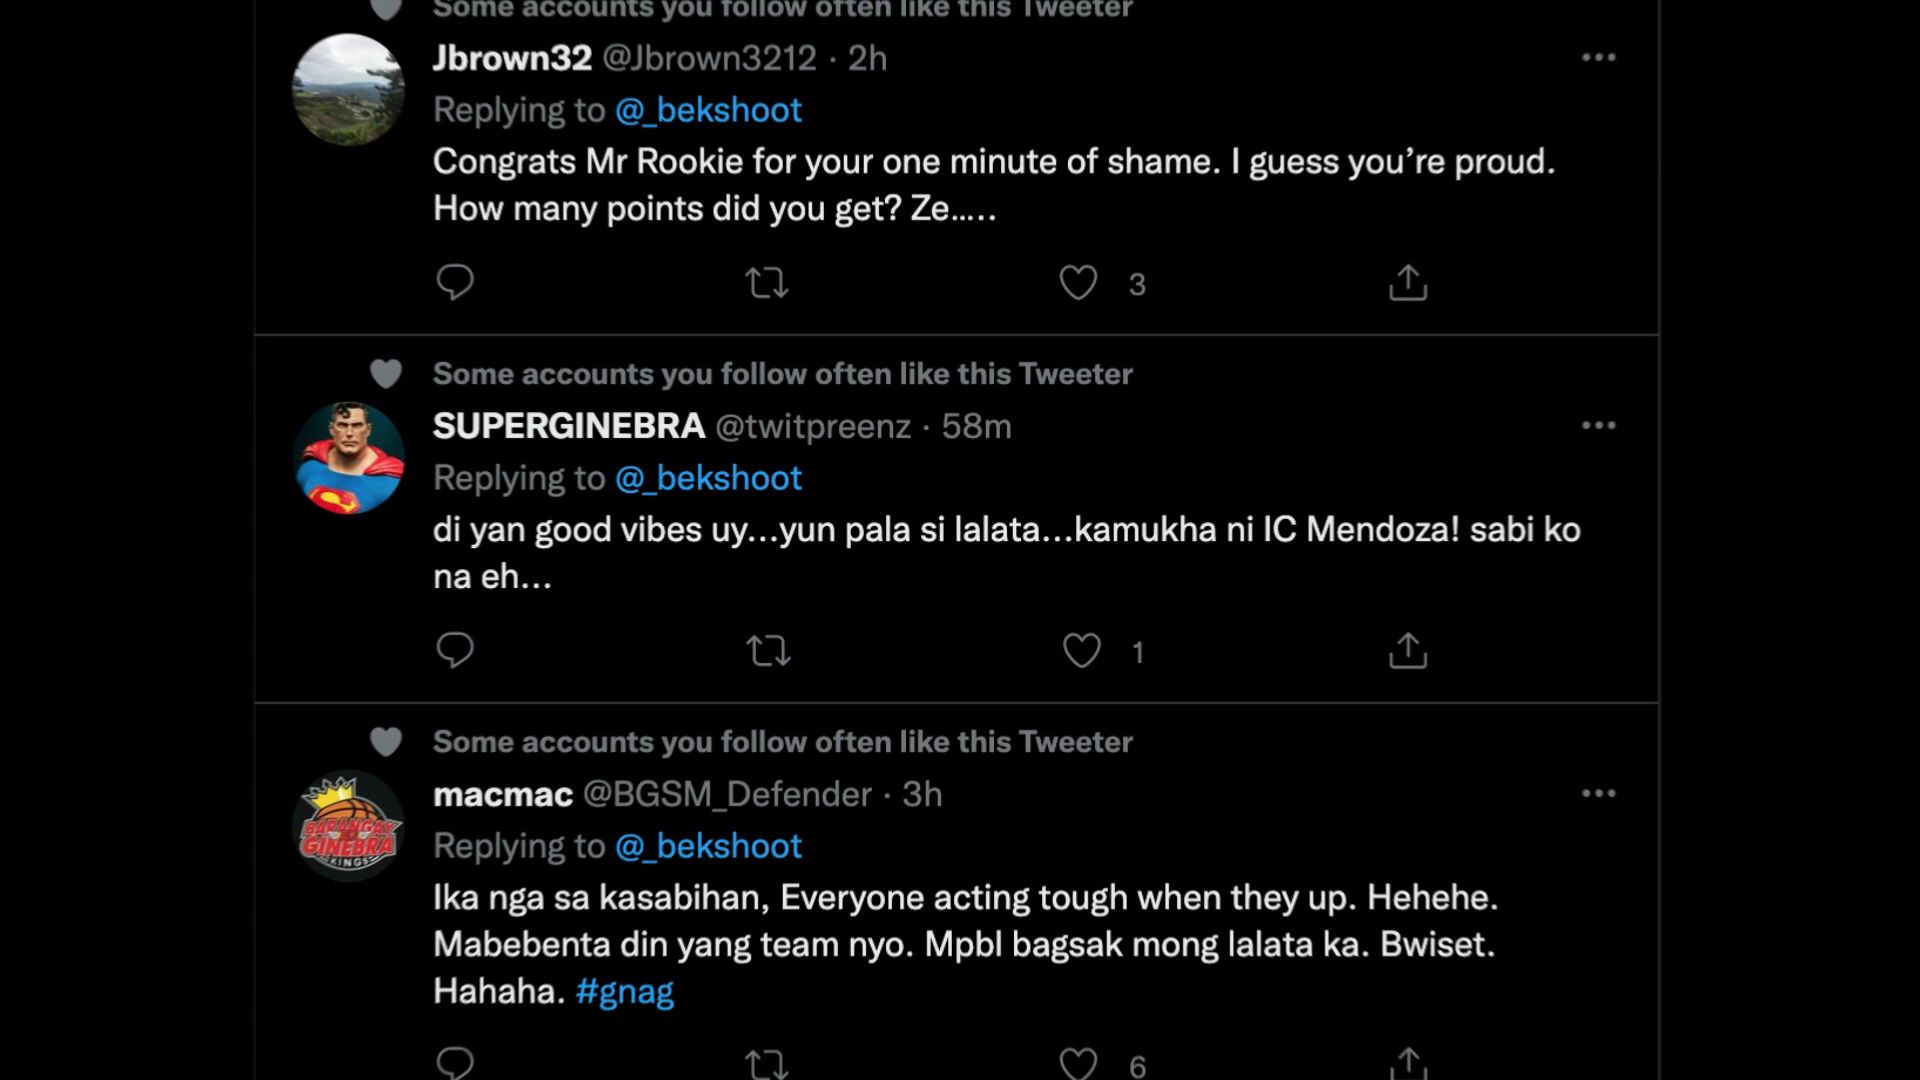 Some accounts you follow often like this Tweeter
Jbrown32 @Jbrown3212 · 2h
Replying to @_bekshoot
Congrats Mr Rookie for your one minute of shame. I guess you’re proud.
How many points did you get? Ze.....
3
Some accounts you follow often like this Tweeter
SUPERGINEBRA @twitpreenz · 58m
Replying to @_bekshoot
di yan good vibes uy...yun pala si lalata...kamukha ni IC Mendoza! sabi ko
na eh...
1
Some accounts you follow often like this Tweeter
macmac @BGSM_Defender · 3h
BARANGAY
GINEBRA
KINGS
Replying to @_bekshoot
Ika nga sa kasabihan, Everyone acting tough when they up. Hehehe.
Mabebenta din yang team nyo. Mpbl bagsak mong lalata ka. Bwiset.
Hahaha. #gnag
6